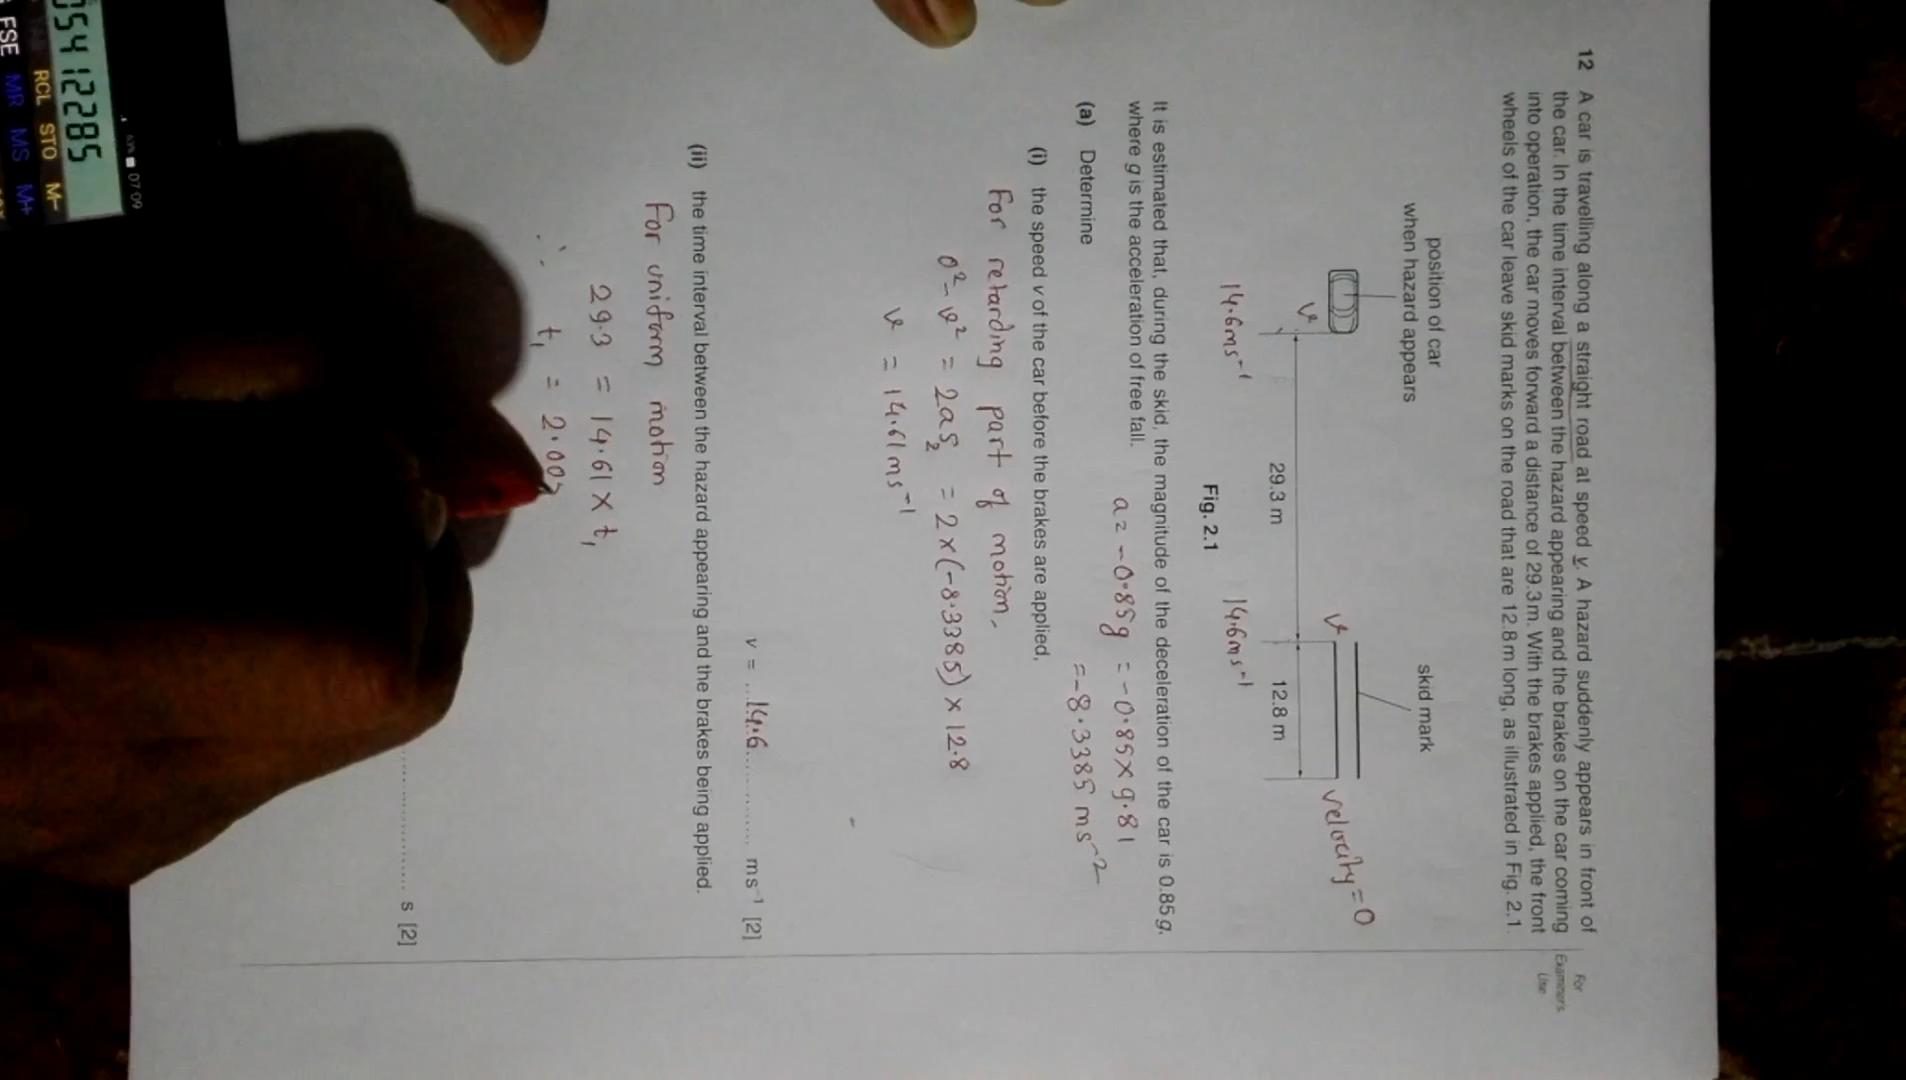 12 A car is travelling along a straight road at speed v. A hazard suddenly appears in front of
the car. In the time interval between the hazard appearing and the brakes on the car coming
into operation, the car moves forward a distance of 29.3 m. With the brakes applied, the front
wheels of the car leave skid marks on the road that are 12.8 m long, as illustrated in Fig. 2.1.
For
Examiner's
Use
position of car
when hazard appears
skid mark
v
v
velocity=0
29.3 m
12.8 m
14.6ms⁻¹
14.6ms⁻¹
Fig. 2.1
It is estimated that, during the skid, the magnitude of the deceleration of the car is 0.85 g,
where g is the acceleration of free fall.
a = -0.85g = -0.85×9.81
= -8.3385 ms⁻²
(a) Determine
(i) the speed v of the car before the brakes are applied,
For retarding part of motion,
0² - v² = 2as₂ = 2×(-8.3385)×12.8
v = 14.61ms⁻¹
v = ...14.6............ ms⁻¹ [2]
(ii) the time interval between the hazard appearing and the brakes being applied.
For uniform motion
29.3 = 14.61 × t₁
∴ t₁ = 2.00s
.................. s [2]
07:09
05412285
RCL STO M-
FSE MR MS M+